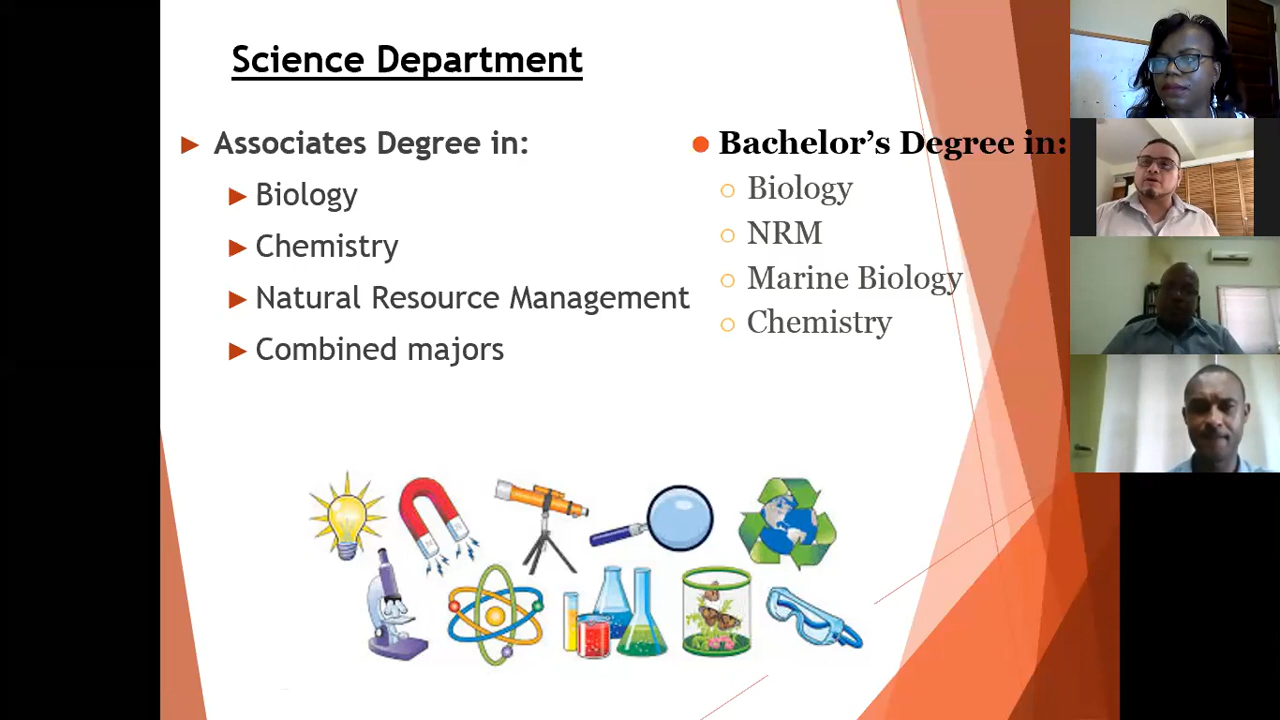 Science Department
Associates Degree in:
Biology
Chemistry
Natural Resource Management
Combined majors
Bachelor’s Degree in:
Biology
NRM
Marine Biology
Chemistry